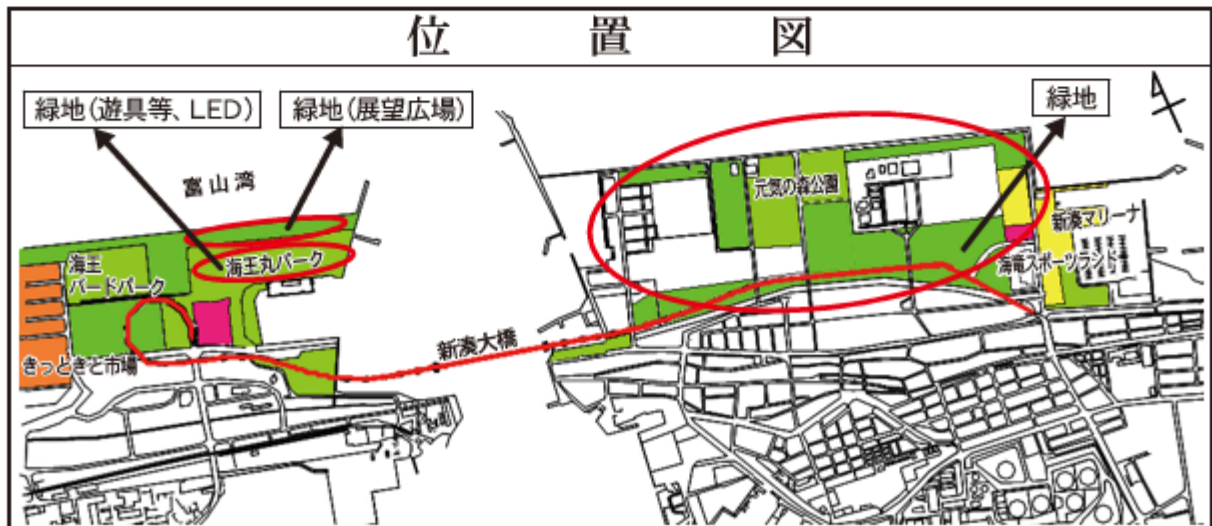 位置図
緑地(遊具等、LED)
緑地(展望広場)
緑地
富山湾
元気の森公園
新湊マリーナ
海王
バードパーク
海王丸パーク
海竜スポーツランド
新湊大橋
きっときと市場